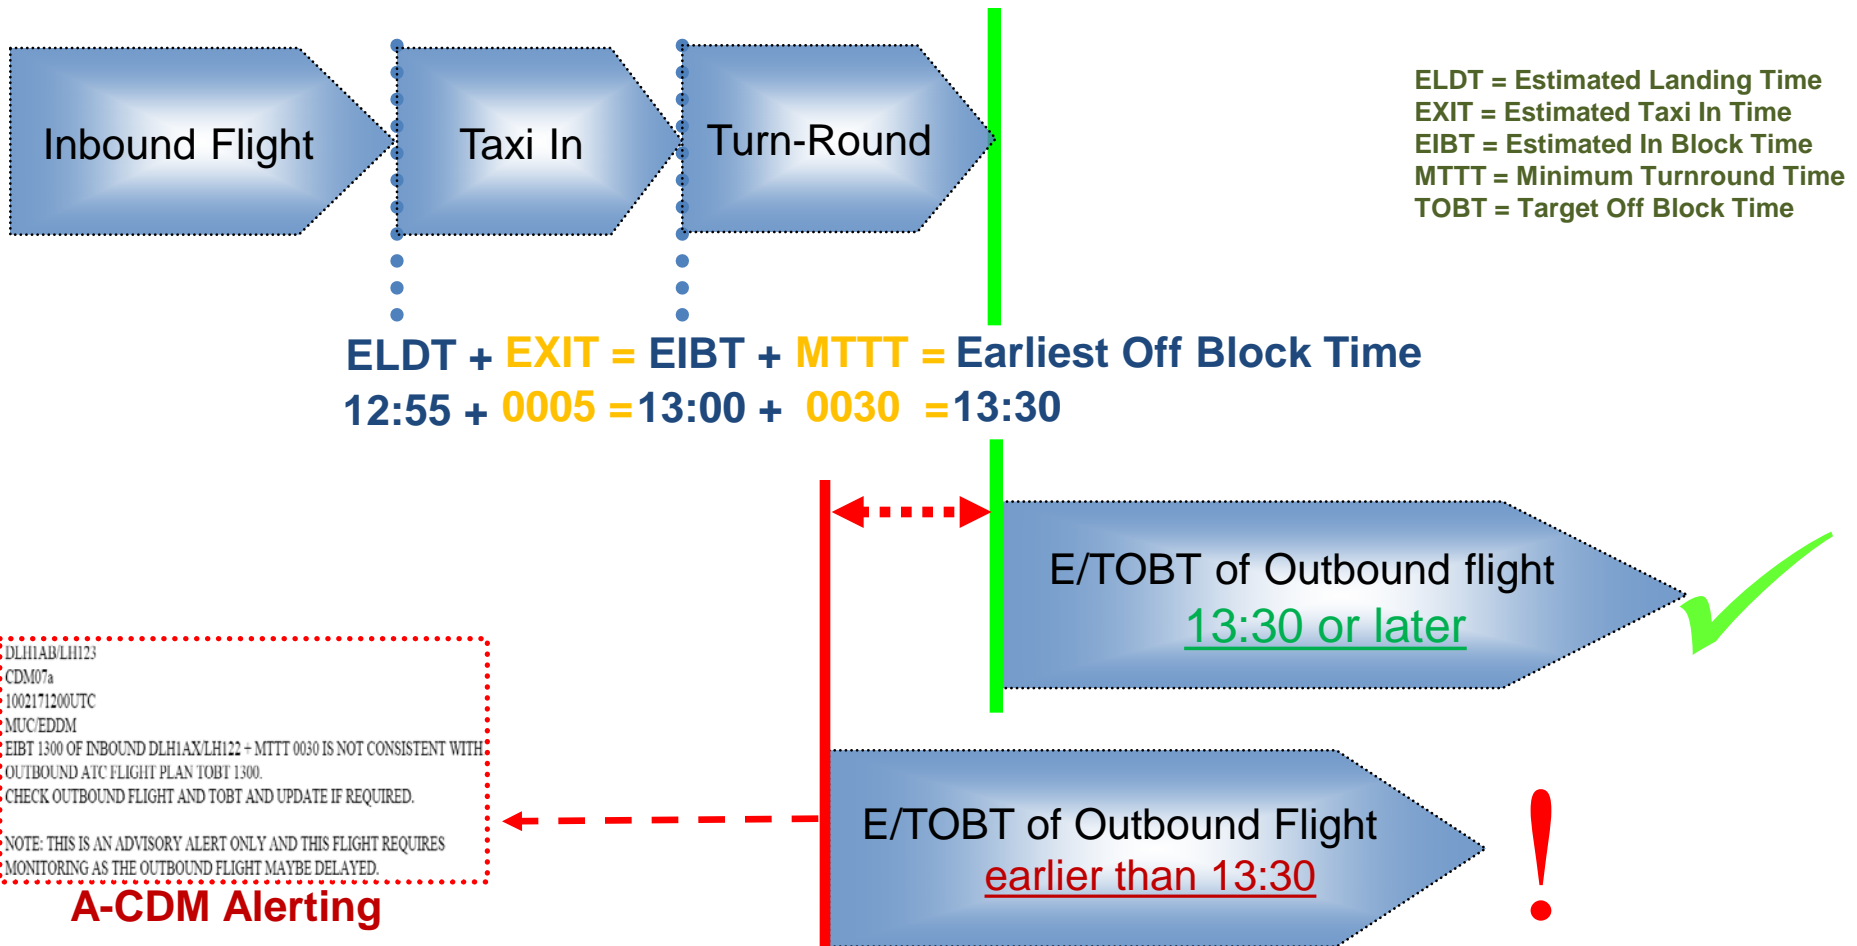 Inbound Flight
Taxi In
Turn-Round
ELDT = Estimated Landing Time
EXIT = Estimated Taxi In Time
EIBT = Estimated In Block Time
MTTT = Minimum Turnround Time
TOBT = Target Off Block Time
ELDT + EXIT = EIBT + MTTT = Earliest Off Block Time
12:55 + 0005 = 13:00 + 0030 = 13:30
E/TOBT of Outbound flight
13:30 or later
DLH1AB/LH123
CDM07a
1002171200UTC
MUC/EDDM
EIBT 1300 OF INBOUND DLH1AX/LH122 + MTTT 0030 IS NOT CONSISTENT WITH
OUTBOUND ATC FLIGHT PLAN TOBT 1300.
CHECK OUTBOUND FLIGHT AND TOBT AND UPDATE IF REQUIRED.
NOTE: THIS IS AN ADVISORY ALERT ONLY AND THIS FLIGHT REQUIRES
MONITORING AS THE OUTBOUND FLIGHT MAYBE DELAYED.
A-CDM Alerting
E/TOBT of Outbound Flight
earlier than 13:30
!